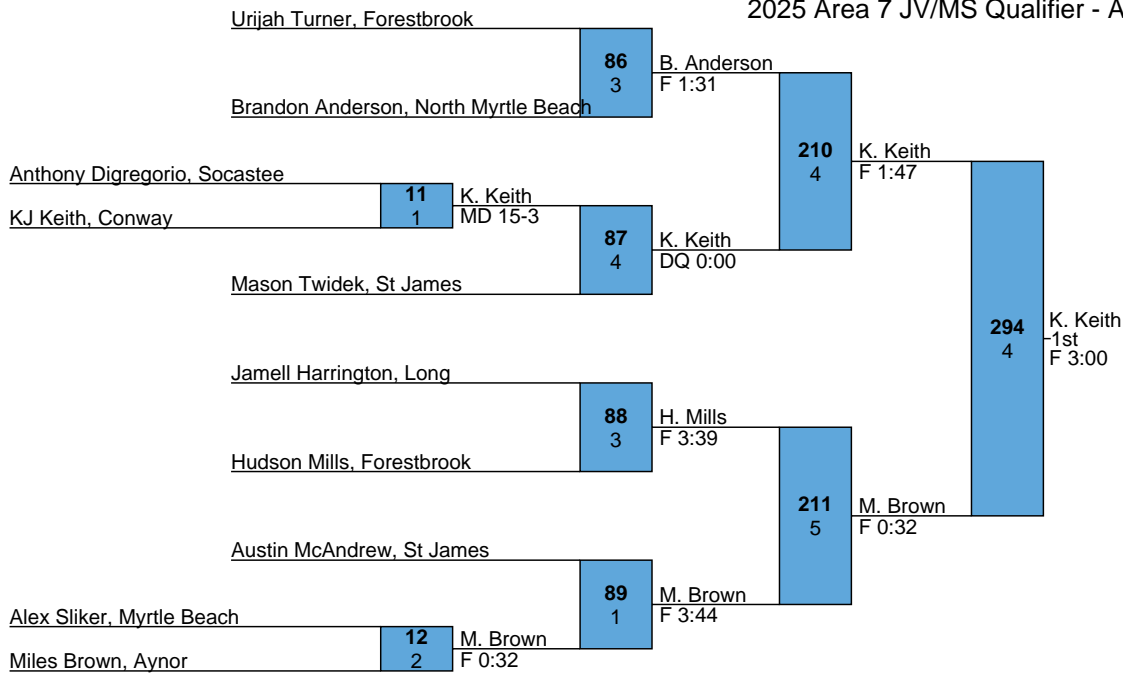 2025 Area 7 JV/MS Qualifier - A
Urijah Turner, Forestbrook
86
3
B. Anderson
F 1:31
Brandon Anderson, North Myrtle Beach
210
4
K. Keith
F 1:47
Anthony Digregorio, Socastee
11
1
K. Keith
MD 15-3
KJ Keith, Conway
87
4
K. Keith
DQ 0:00
Mason Twidek, St James
294
4
K. Keith
1st
F 3:00
Jamell Harrington, Long
88
3
H. Mills
F 3:39
Hudson Mills, Forestbrook
211
5
M. Brown
F 0:32
Austin McAndrew, St James
89
1
M. Brown
F 3:44
Alex Sliker, Myrtle Beach
12
2
M. Brown
F 0:32
Miles Brown, Aynor